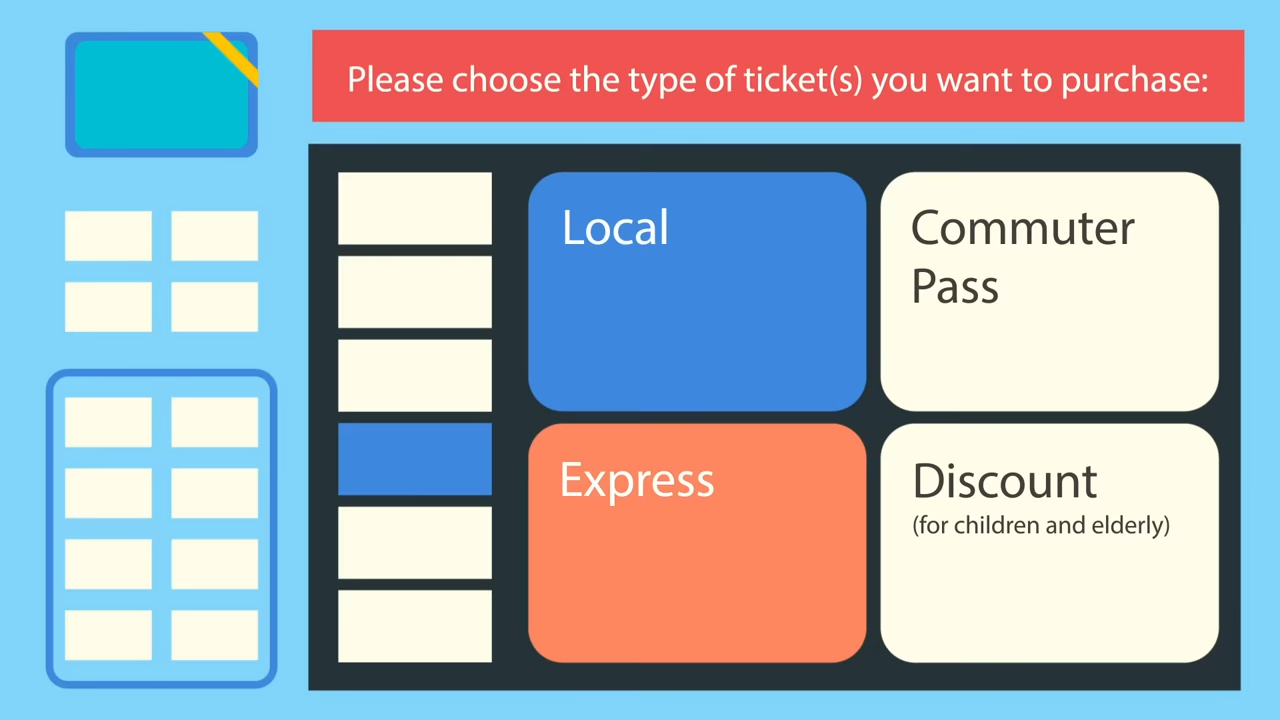 Please choose the type of ticket(s) you want to purchase:
Local
Commuter
Pass
Express
Discount
(for children and elderly)